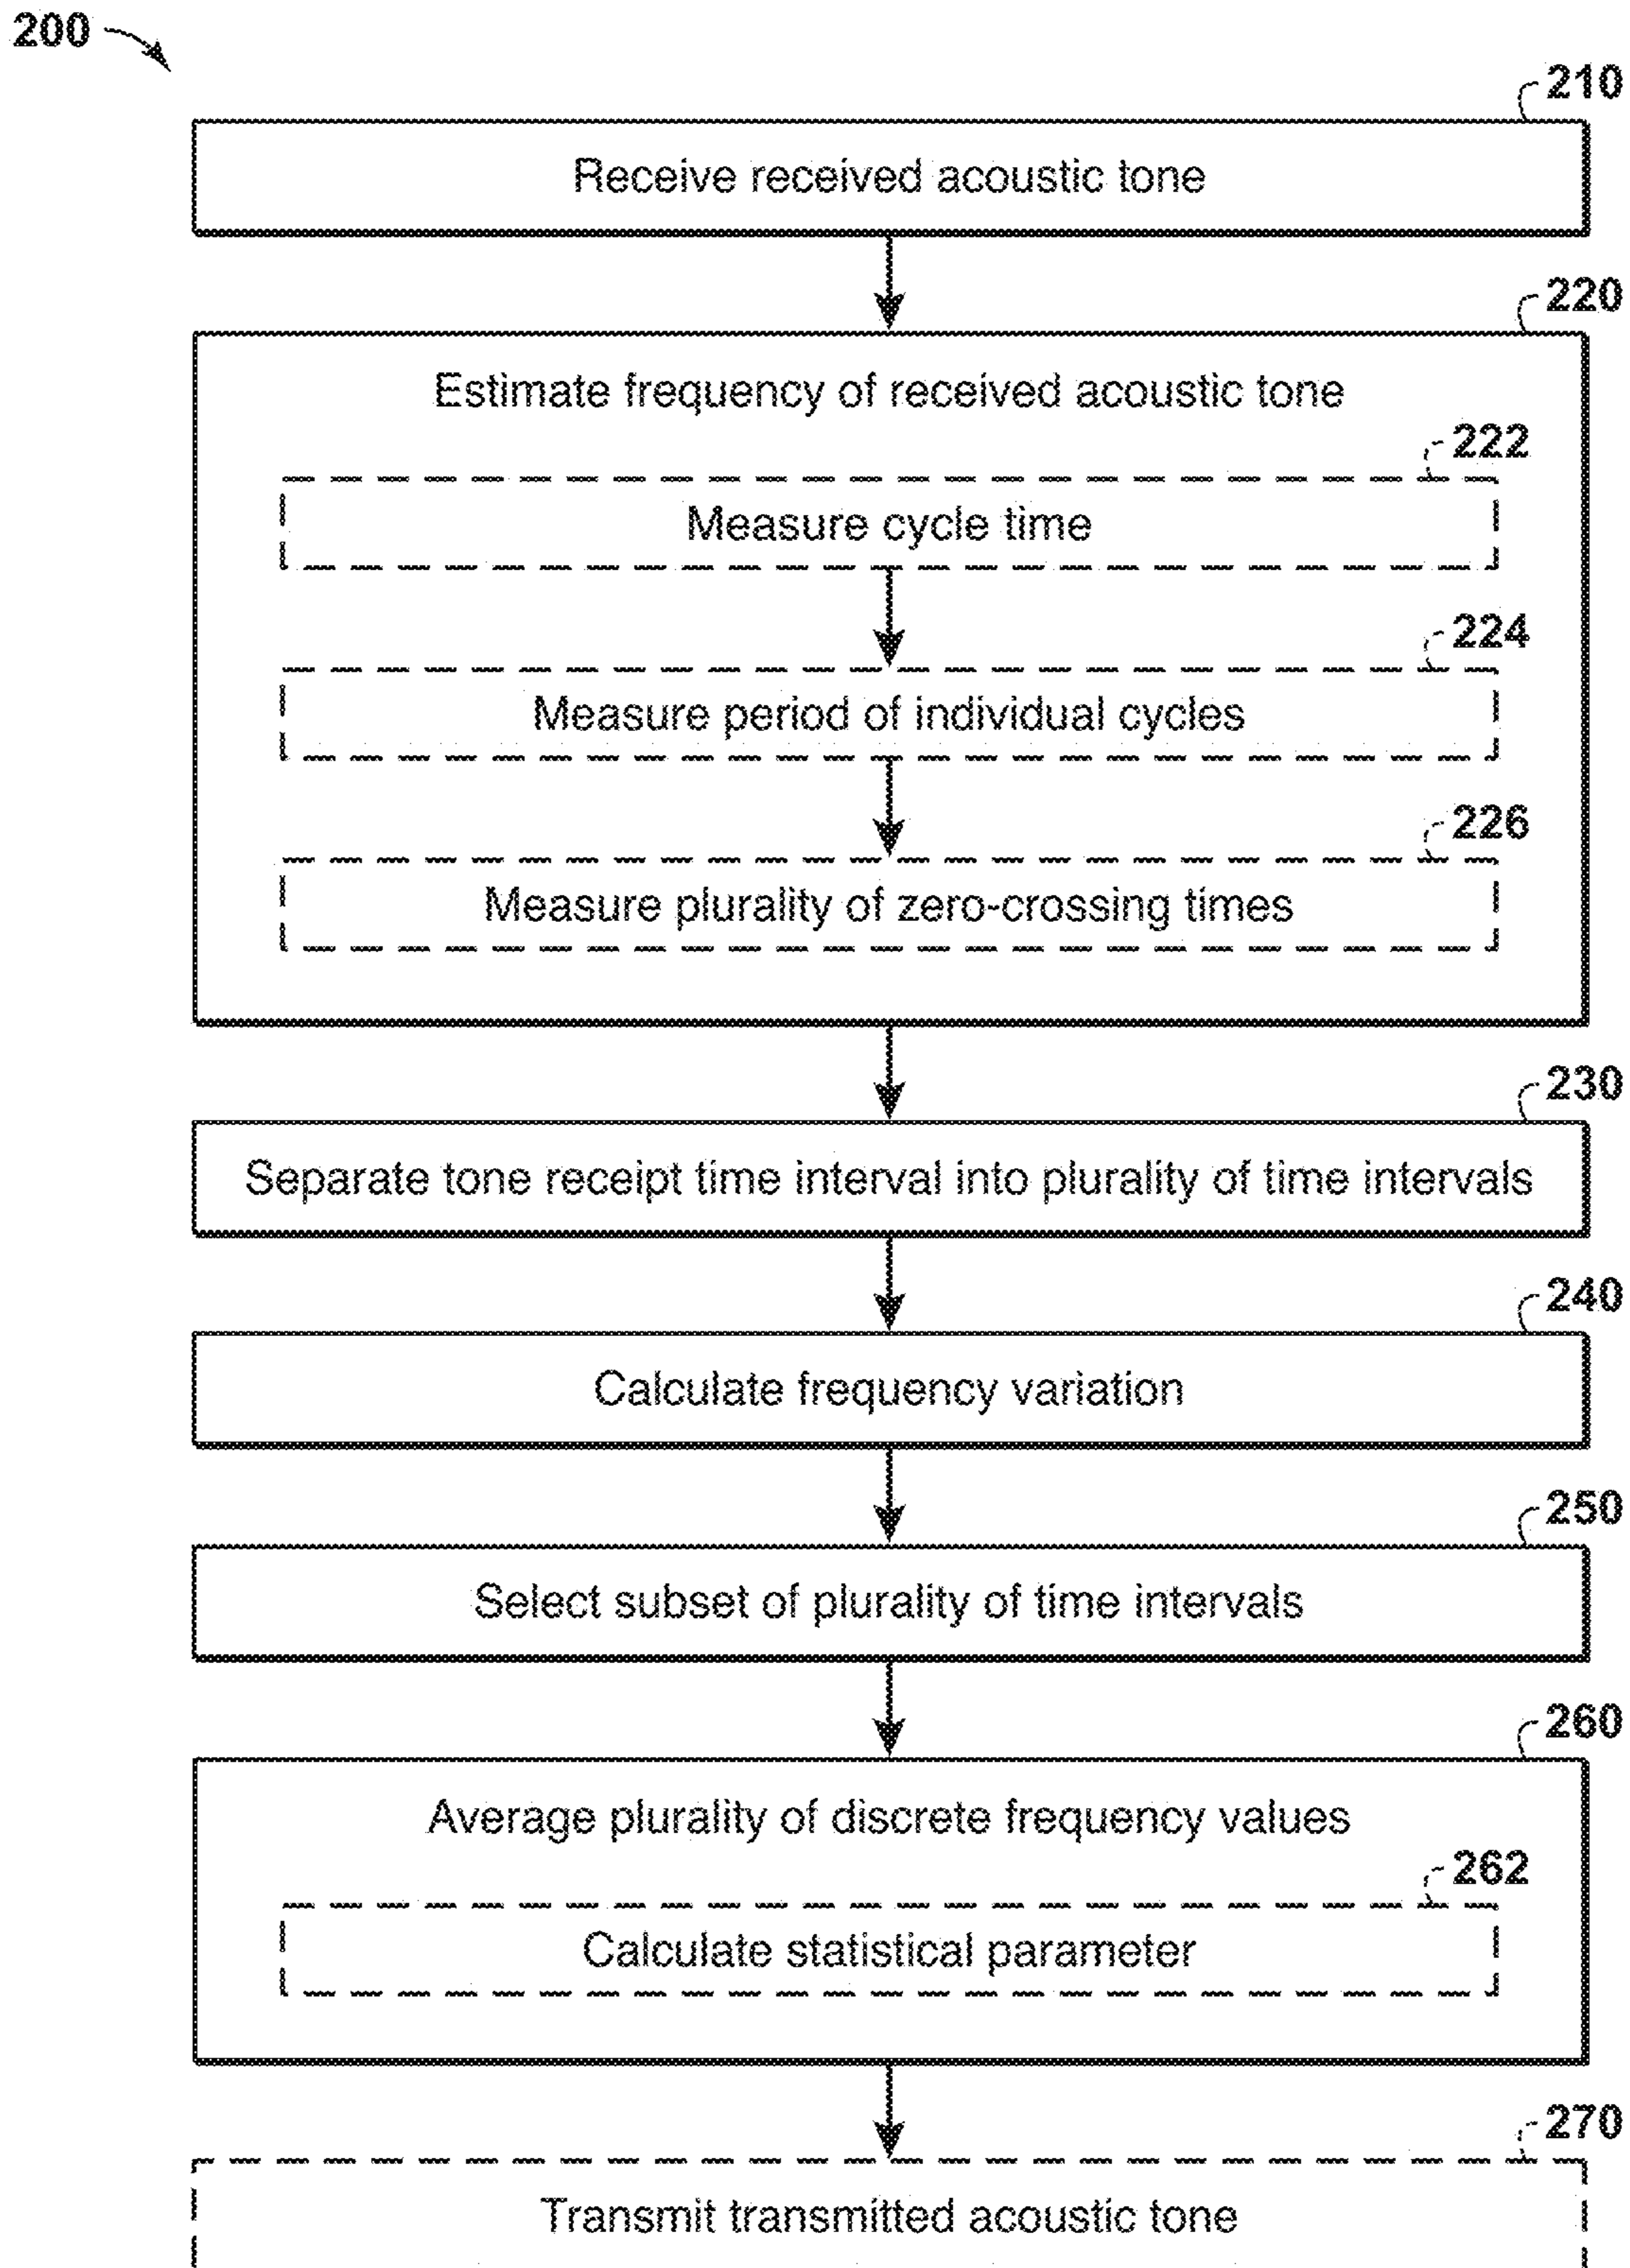 200
210
Receive received acoustic tone
220
Estimate frequency of received acoustic tone
222
Measure cycle time
224
Measure period of individual cycles
226
Measure plurality of zero-crossing times
230
Separate tone receipt time interval into plurality of time intervals
240
Calculate frequency variation
250
Select subset of plurality of time intervals
260
Average plurality of discrete frequency values
262
Calculate statistical parameter
270
Transmit transmitted acoustic tone